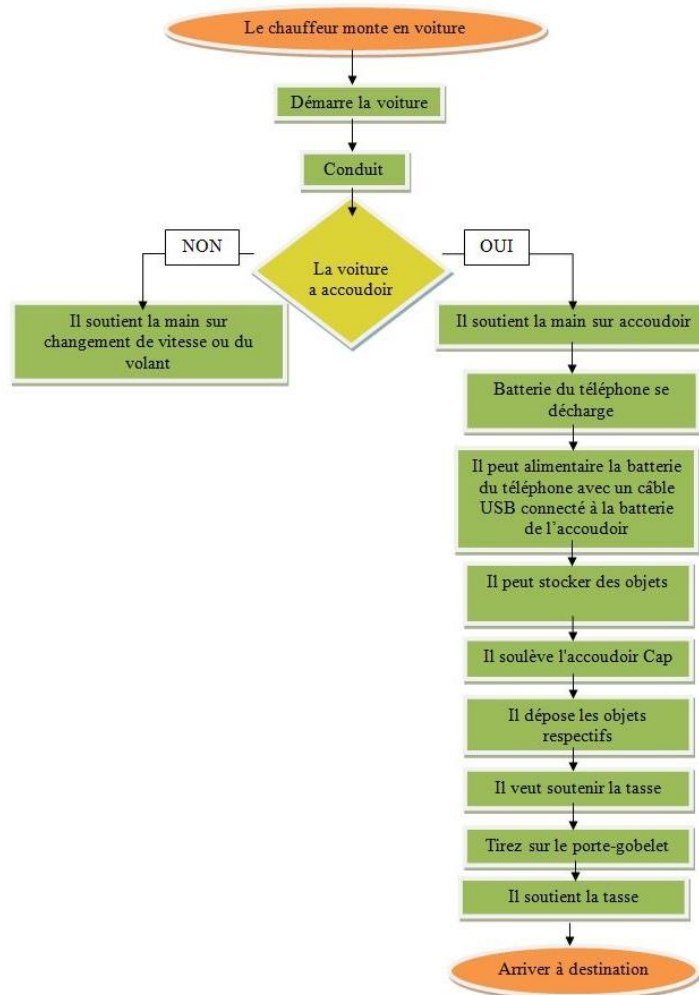 Le chauffeur monte en voiture
Démarre la voiture
Conduit
La voiture
a accoudoir
NON
Il soutient la main sur
changement de vitesse ou du
volant
OUI
Il soutient la main sur accoudoir
Batterie du téléphone se
décharge
Il peut alimentaire la batterie
du téléphone avec un câble
USB connecté à la batterie
de l'accoudoir
Il peut stocker des objets
Il soulève l'accoudoir Cap
Il dépose les objets
respectifs
Il veut soutenir la tasse
Tirez sur le porte-gobelet
Il soutient la tasse
Arriver à destination